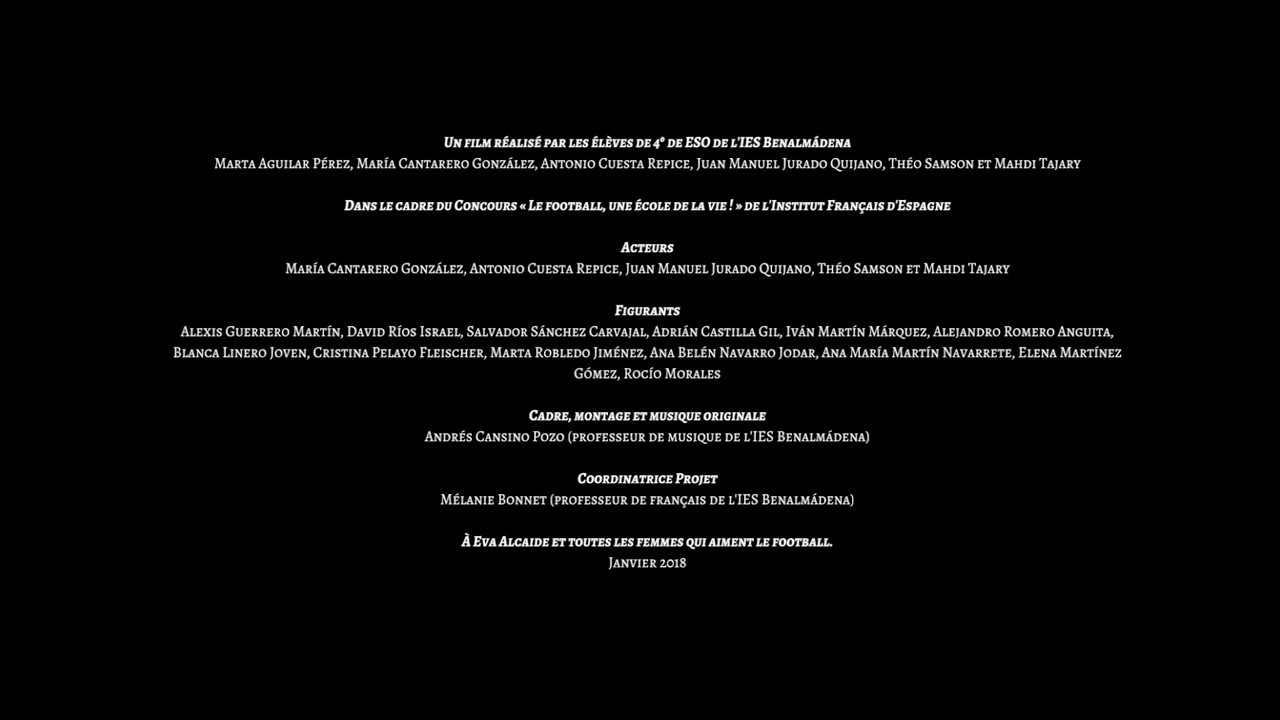 Un film réalisé par les élèves de 4e de ESO de l'IES Benalmádena
Marta Aguilar Pérez, María Cantarero González, Antonio Cuesta Repice, Juan Manuel Jurado Quijano, Théo Samson et Mahdi Tajary
Dans le cadre du Concours « Le football, une école de la vie ! » de l'Institut Français d'Espagne
Acteurs
María Cantarero González, Antonio Cuesta Repice, Juan Manuel Jurado Quijano, Théo Samson et Mahdi Tajary
Figurants
Alexis Guerrero Martín, David Ríos Israel, Salvador Sánchez Carvajal, Adrián Castilla Gil, Iván Martín Márquez, Alejandro Romero Anguita,
Blanca Linero Joven, Cristina Pelayo Fleischer, Marta Robledo Jiménez, Ana Belén Navarro Jodar, Ana María Martín Navarrete, Elena Martínez
Gómez, Rocío Morales
Cadre, montage et musique originale
Andrés Cansino Pozo (professeur de musique de l'IES Benalmádena)
Coordinatrice Projet
Mélanie Bonnet (professeur de français de l'IES Benalmádena)
À Eva Alcaide et toutes les femmes qui aiment le football.
Janvier 2018